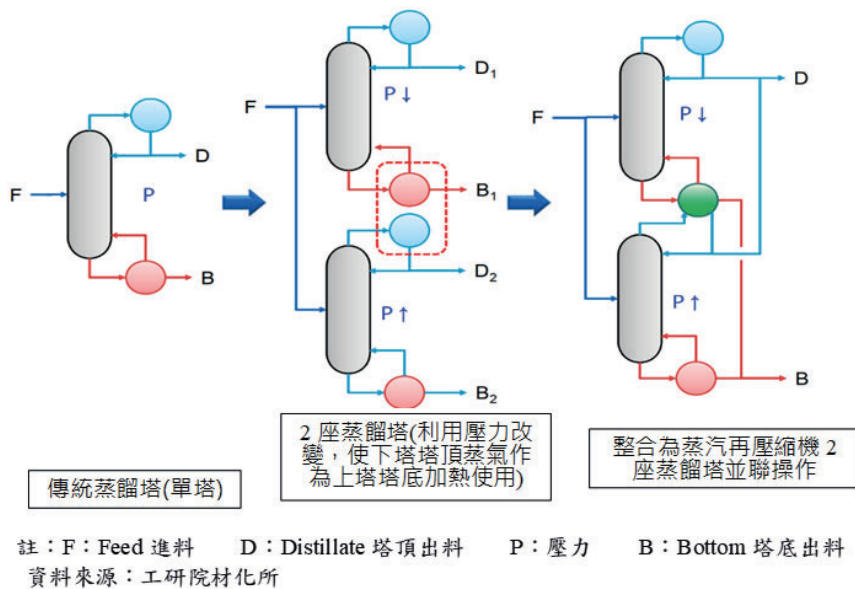 F
D
P
B
F
D₁
P↓
B₁
D₂
P↑
B₂
F
D
P↓
P↑
B
傳統蒸餾塔(單塔)
2 座蒸餾塔(利用壓力改
變，使下塔塔頂蒸氣作
為上塔塔底加熱使用)
整合為蒸汽再壓縮機 2
座蒸餾塔並聯操作
註：F：Feed 進料 D：Distillate 塔頂出料 P：壓力 B：Bottom 塔底出料
資料來源：工研院材化所